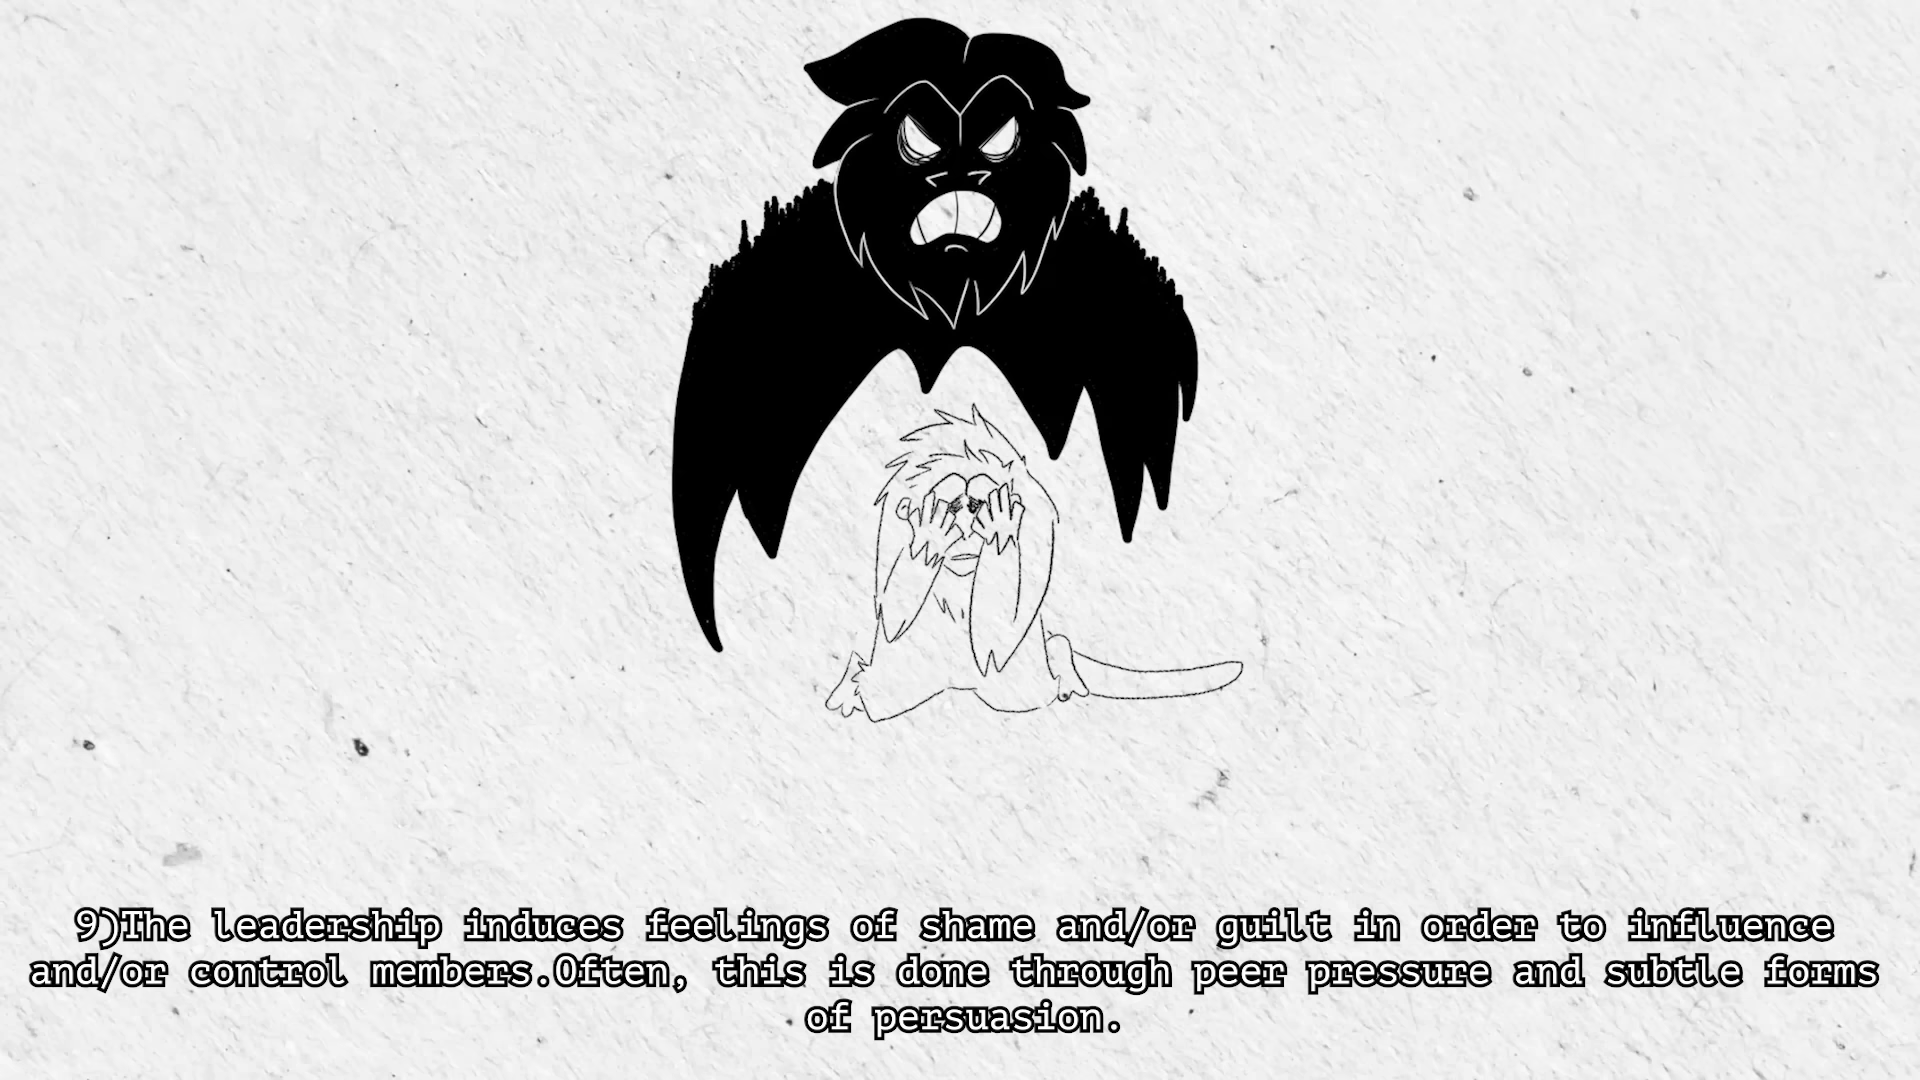 9)The leadership induces feelings of shame and/or guilt in order to influence
and/or control members.Often, this is done through peer pressure and subtle forms
of persuasion.